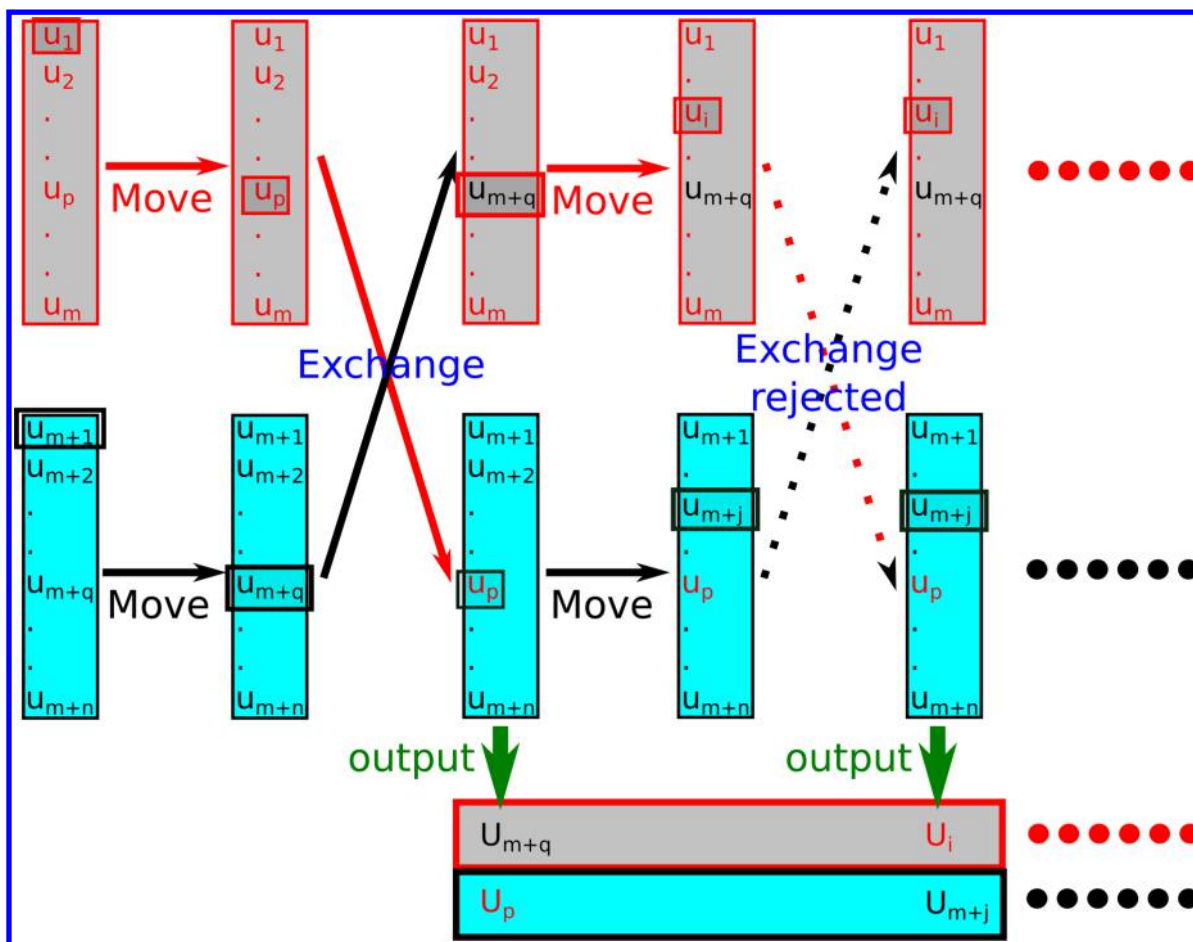 u1 u1 u1 u1 u1
u2 u2 u2 . .
. . . ui ui
. . . . .
up up um+q um+q um+q
Move Move
. . . . .
. . . . .
um um um um um
Exchange Exchange
rejected
um+1 um+1 um+1 um+1 um+1
um+2 um+2 um+2 . .
. . . um+j um+j
. . . . .
um+q um+q up up up
Move Move
. . . . .
. . . . .
um+n um+n um+n um+n um+n
output output
Um+q Ui
Up Um+j